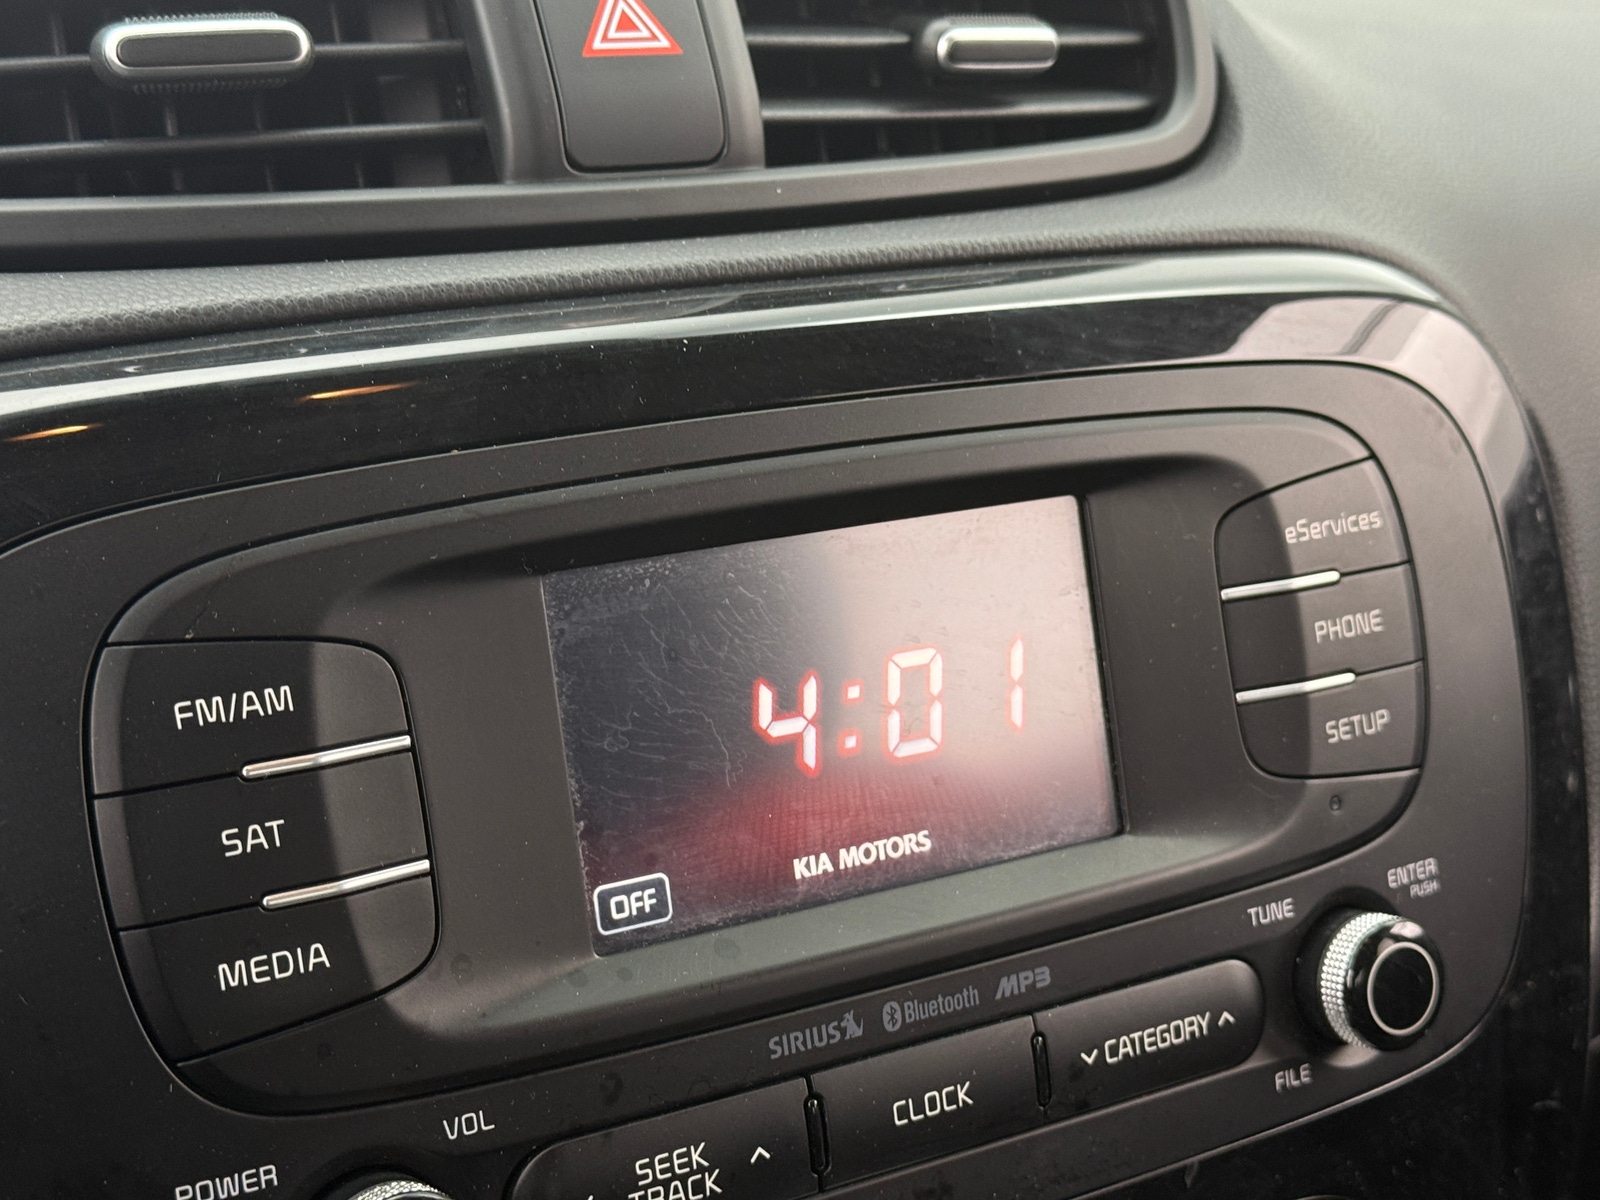 FM/AM
SAT
MEDIA
4:01
KIA MOTORS
OFF
eServices
PHONE
SETUP
ENTER
PUSH
TUNE
FILE
SIRIUS Bluetooth MP3
VOL
POWER
SEEK
TRACK
CLOCK
CATEGORY